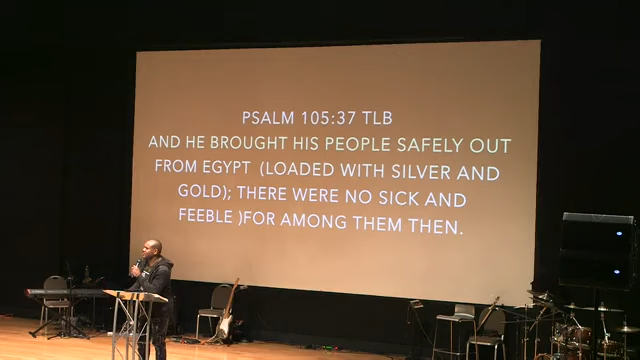 PSALM 105:37 TLB
AND HE BROUGHT HIS PEOPLE SAFELY OUT
FROM EGYPT (LOADED WITH SILVER AND
GOLD); THERE WERE NO SICK AND
FEEBLE )FOR AMONG THEM THEN.